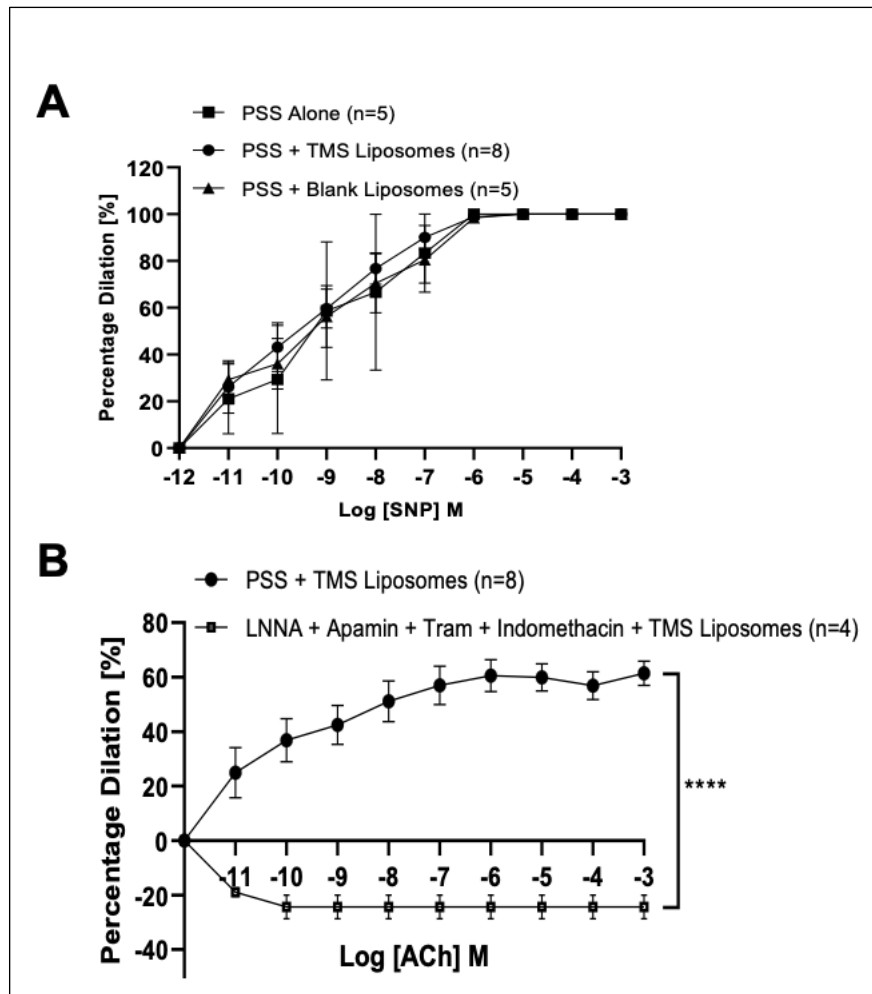 A
PSS Alone (n=5)
PSS + TMS Liposomes (n=8)
PSS + Blank Liposomes (n=5)
120
100
80
60
40
20
0
Percentage Dilation [%]
-12 -11 -10 -9 -8 -7 -6 -5 -4 -3
Log [SNP] M
B
PSS + TMS Liposomes (n=8)
LNNA + Apamin + Tram + Indomethacin + TMS Liposomes (n=4)
80
60
40
20
0
-20
-40
Percentage Dilation [%]
-11 -10 -9 -8 -7 -6 -5 -4 -3
Log [ACh] M
****